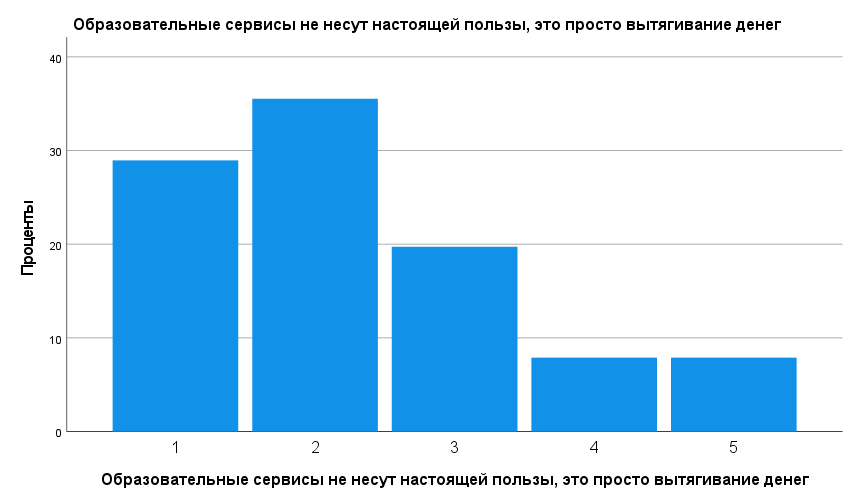 Образовательные сервисы не несут настоящей пользы, это просто вытягивание денег
40
30
20
10
0
Проценты
1 2 3 4 5
Образовательные сервисы не несут настоящей пользы, это просто вытягивание денег